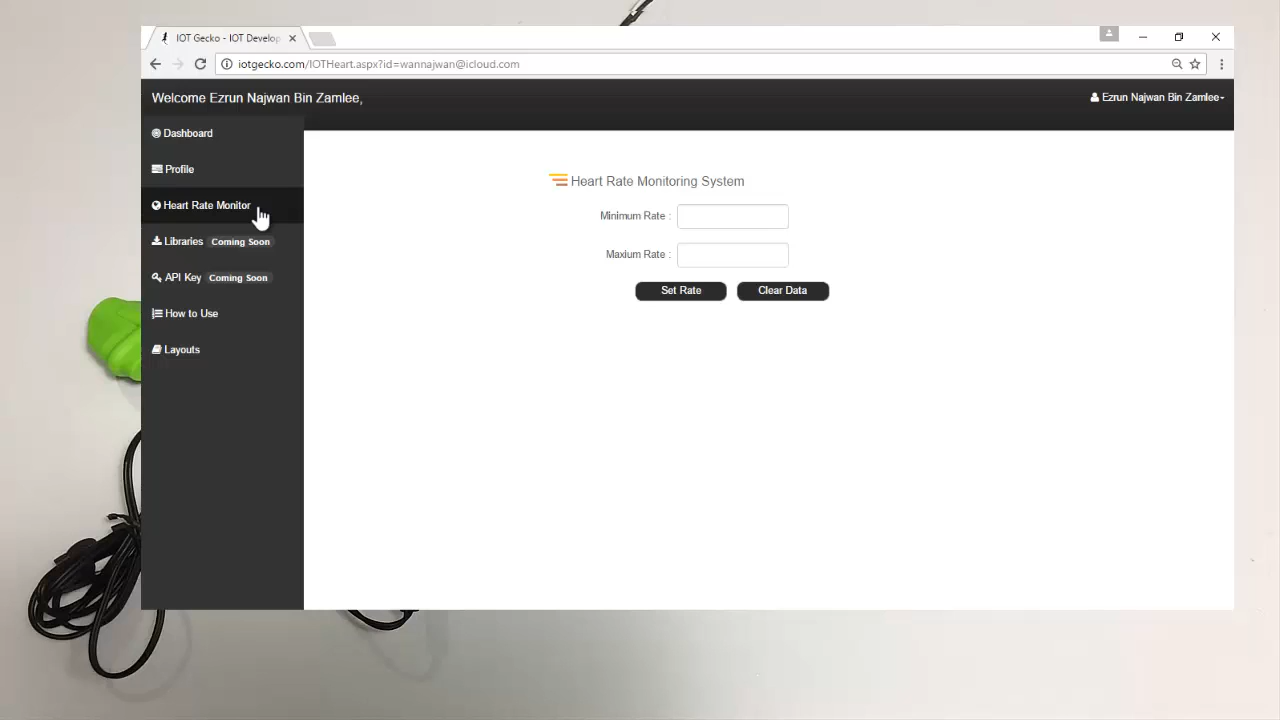 IOT Gecko - IOT Develop
iotgecko.com/IOTHeart.aspx?id=wannajwan@icloud.com
Welcome Ezrun Najwan Bin Zamlee,
Ezrun Najwan Bin Zamlee
Dashboard
Profile
Heart Rate Monitor
Libraries Coming Soon
API Key Coming Soon
How to Use
Layouts
Heart Rate Monitoring System
Minimum Rate :
Maxium Rate :
Set Rate Clear Data